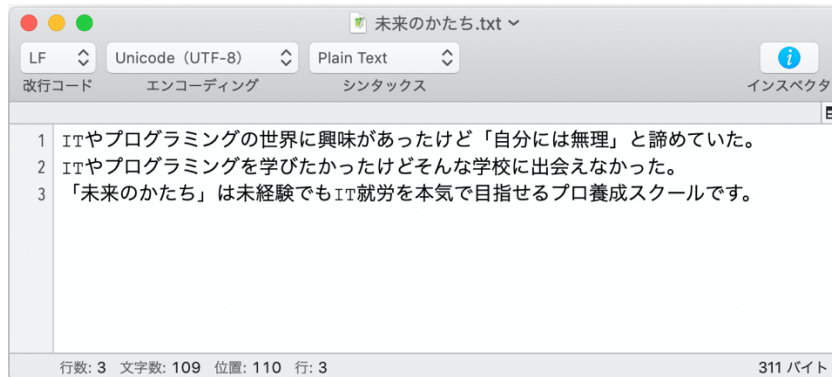 未来のかたち.txt
LF
Unicode（UTF-8）
Plain Text
改行コード
エンコーディング
シンタックス
インスペクタ
1 ITやプログラミングの世界に興味があったけど「自分には無理」と諦めていた。
2 ITやプログラミングを学びたかったけどそんな学校に出会えなかった。
3 「未来のかたち」は未経験でもIT就労を本気で目指せるプロ養成スクールです。
行数: 3 文字数: 109 位置: 110 行: 3
311 バイト